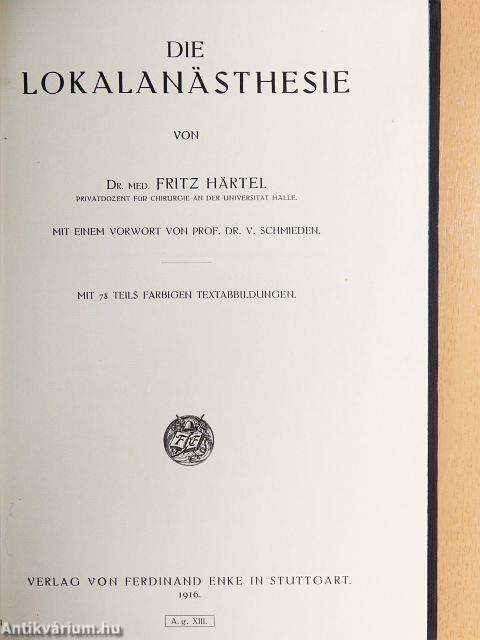 DIE
LOKALANÄSTHESIE
VON
DR. MED. FRITZ HÄRTEL
PRIVATDOZENT FÜR CHIRURGIE AN DER UNIVERSITÄT HALLE.
MIT EINEM VORWORT VON PROF. DR. V. SCHMIEDEN.
MIT 78 TEILS FARBIGEN TEXTABBILDUNGEN.
F E
VERLAG VON FERDINAND ENKE IN STUTTGART.
1916.
A. g. XIII.
Antikvárium.hu